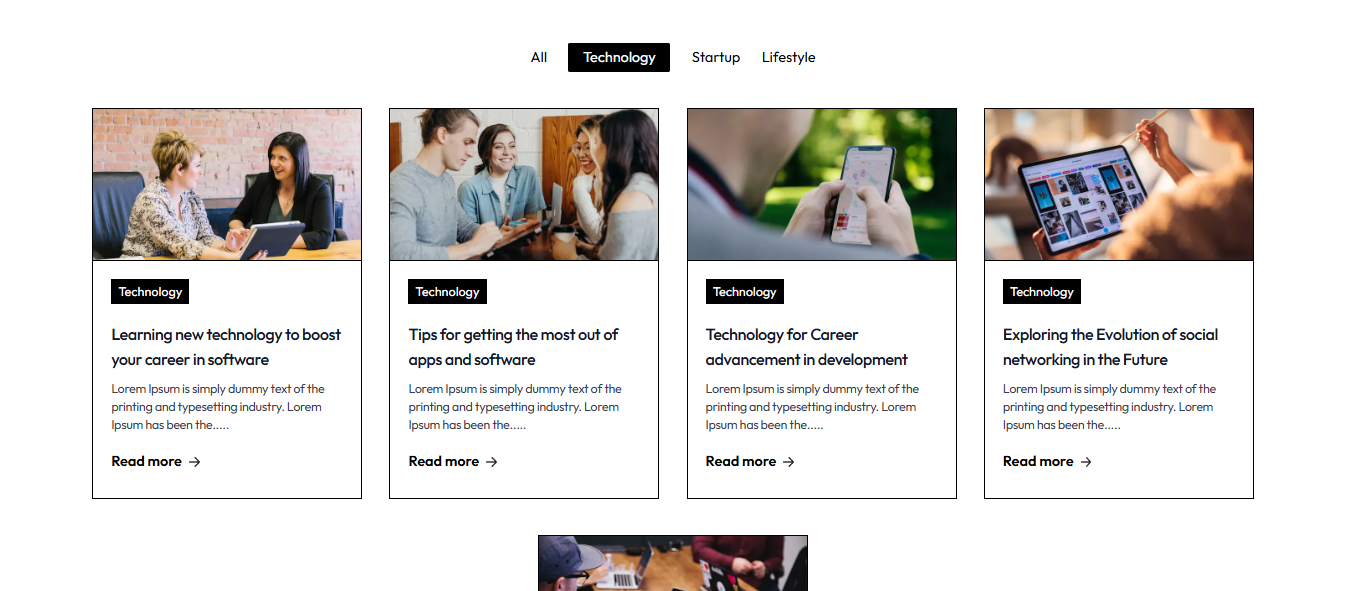 All Technology Startup Lifestyle
Technology
Learning new technology to boost
your career in software
Lorem Ipsum is simply dummy text of the
printing and typesetting industry. Lorem
Ipsum has been the.....
Read more →
Technology
Tips for getting the most out of
apps and software
Lorem Ipsum is simply dummy text of the
printing and typesetting industry. Lorem
Ipsum has been the.....
Read more →
Technology
Technology for Career
advancement in development
Lorem Ipsum is simply dummy text of the
printing and typesetting industry. Lorem
Ipsum has been the.....
Read more →
Technology
Exploring the Evolution of social
networking in the Future
Lorem Ipsum is simply dummy text of the
printing and typesetting industry. Lorem
Ipsum has been the.....
Read more →